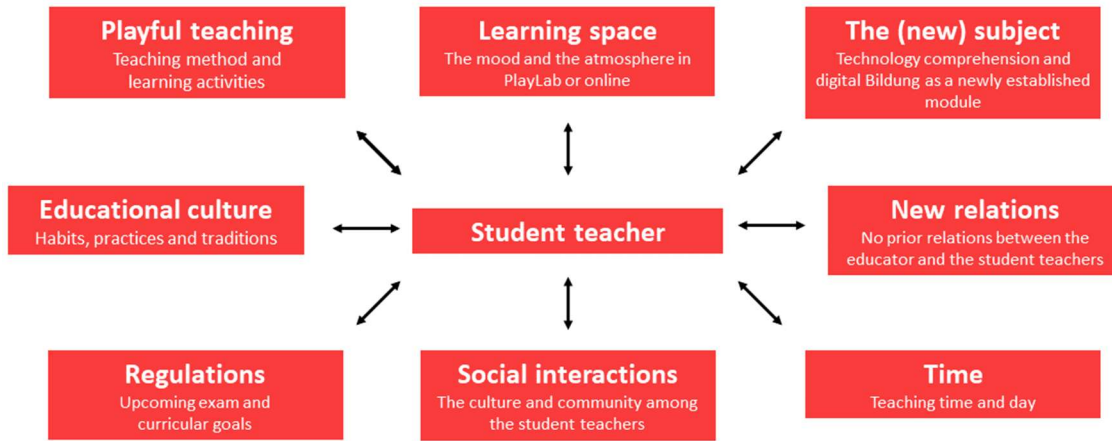 Playful teaching
Teaching method and
learning activities
Learning space
The mood and the atmosphere in
PlayLab or online
The (new) subject
Technology comprehension and
digital Bildung as a newly established
module
Educational culture
Habits, practices and traditions
Student teacher
New relations
No prior relations between the
educator and the student teachers
Regulations
Upcoming exam and
curricular goals
Social interactions
The culture and community among
the student teachers
Time
Teaching time and day